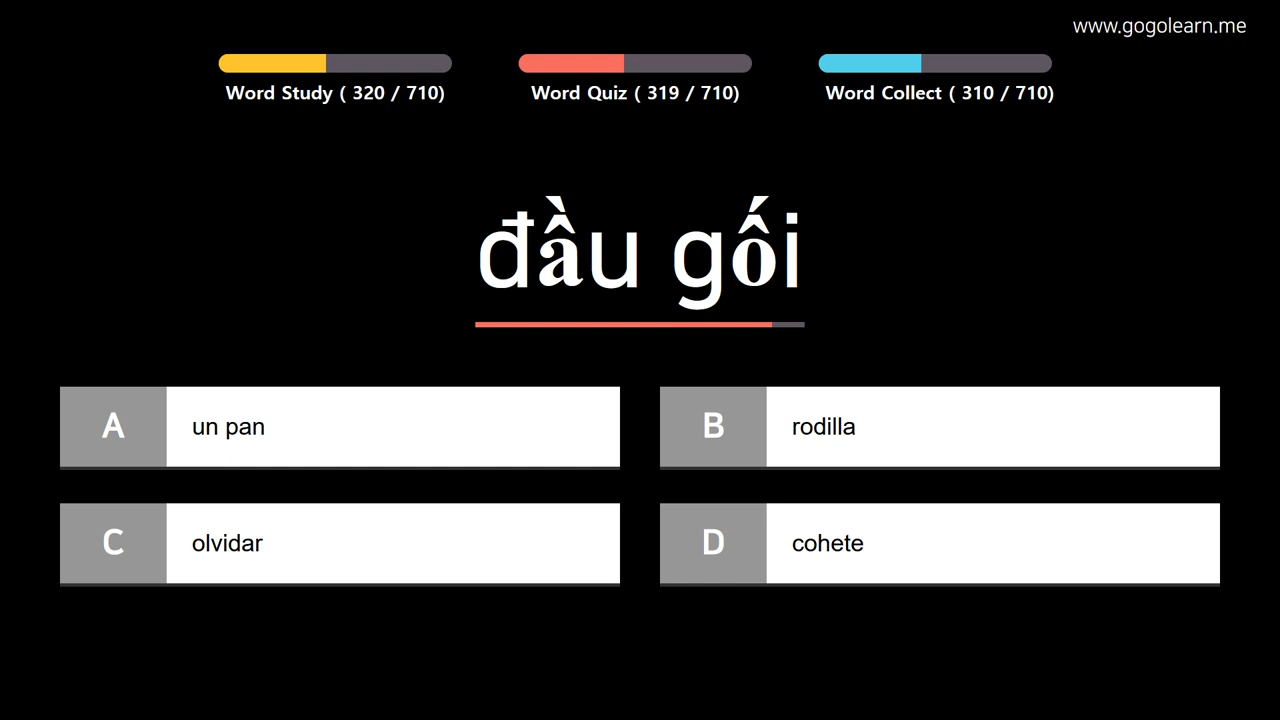 www.gogolearn.me
Word Study ( 320 / 710)
Word Quiz ( 319 / 710)
Word Collect ( 310 / 710)
đầu gối
A
un pan
B
rodilla
C
olvidar
D
cohete